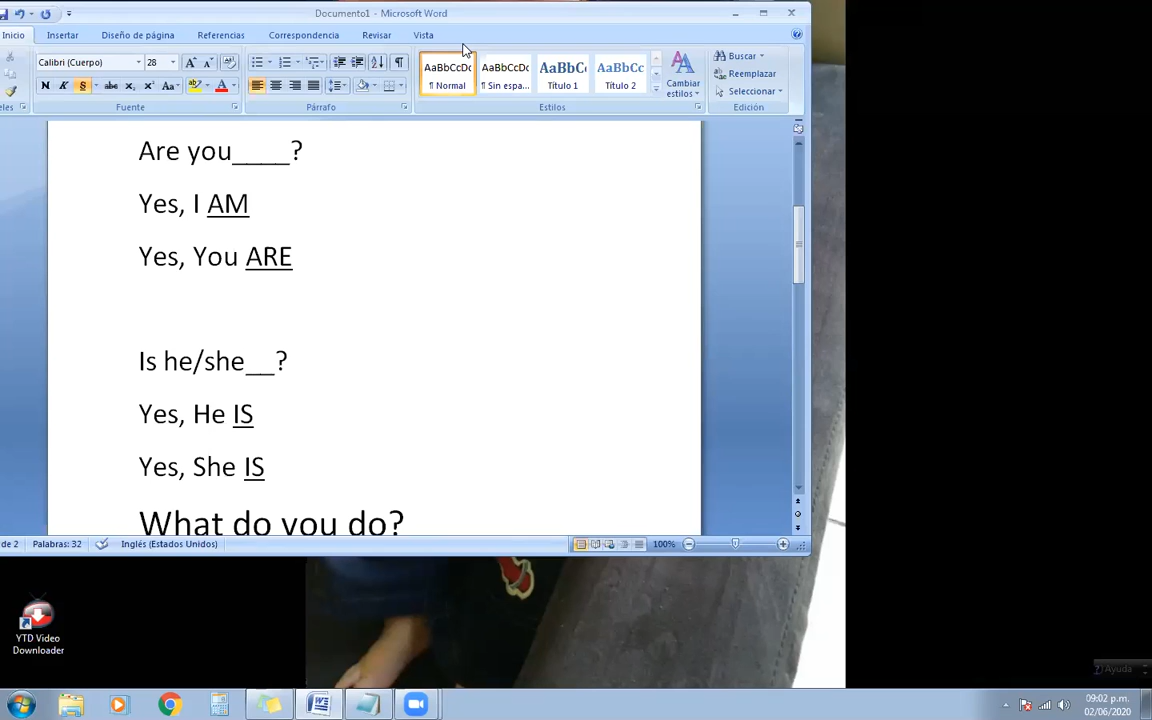 Documento1 - Microsoft Word
Inicio Insertar Diseño de página Referencias Correspondencia Revisar Vista
Calibri (Cuerpo) 28
AaBbCcDc AaBbCcDc AaBbC AaBbCc
¶ Normal ¶ Sin espa... Título 1 Título 2
Cambiar estilos
Buscar
Reemplazar
Seleccionar
Fuente Párrafo Estilos Edición
Are you____?
Yes, I AM
Yes, You ARE
Is he/she__?
Yes, He IS
Yes, She IS
What do you do?
de 2 Palabras: 32 Inglés (Estados Unidos) 100%
YTD Video
Downloader
Ayuda
09:02 p.m.
02/06/2020